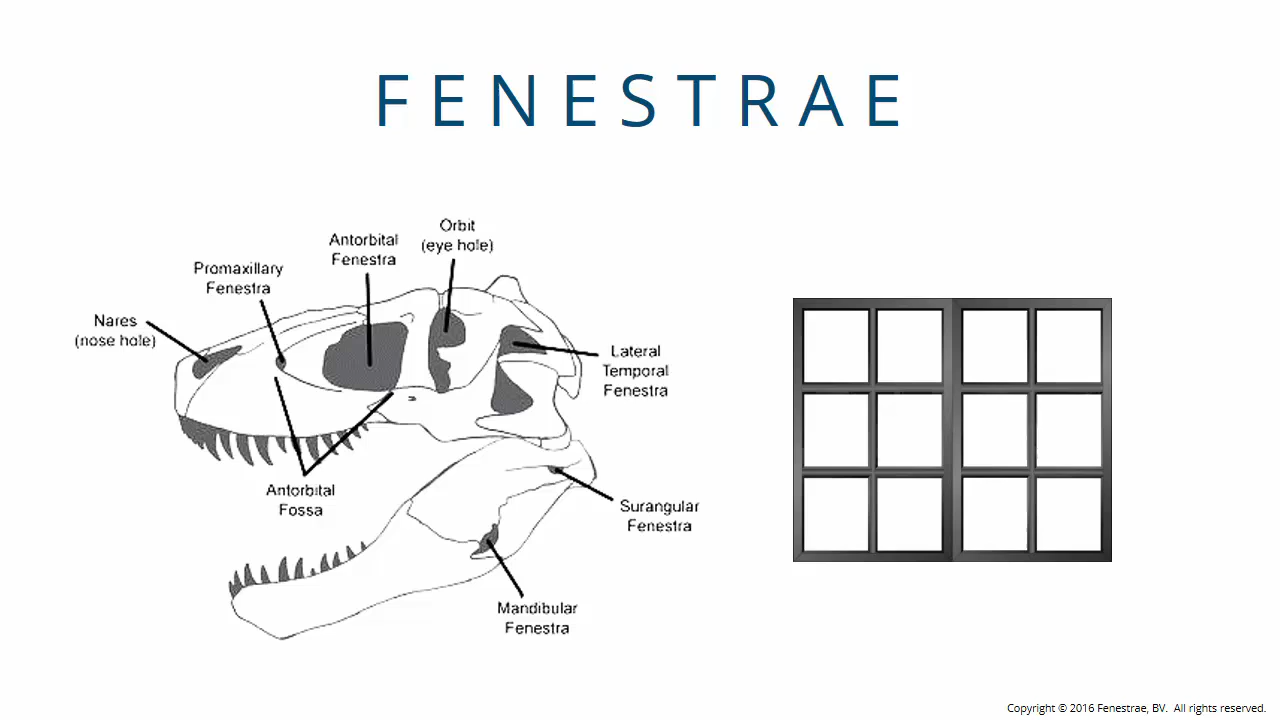 F E N E S T R A E
Orbit
(eye hole)
Antorbital
Fenestra
Promaxillary
Fenestra
Nares
(nose hole)
Lateral
Temporal
Fenestra
Antorbital
Fossa
Surangular
Fenestra
Mandibular
Fenestra
Copyright © 2016 Fenestrae, BV. All rights reserved.